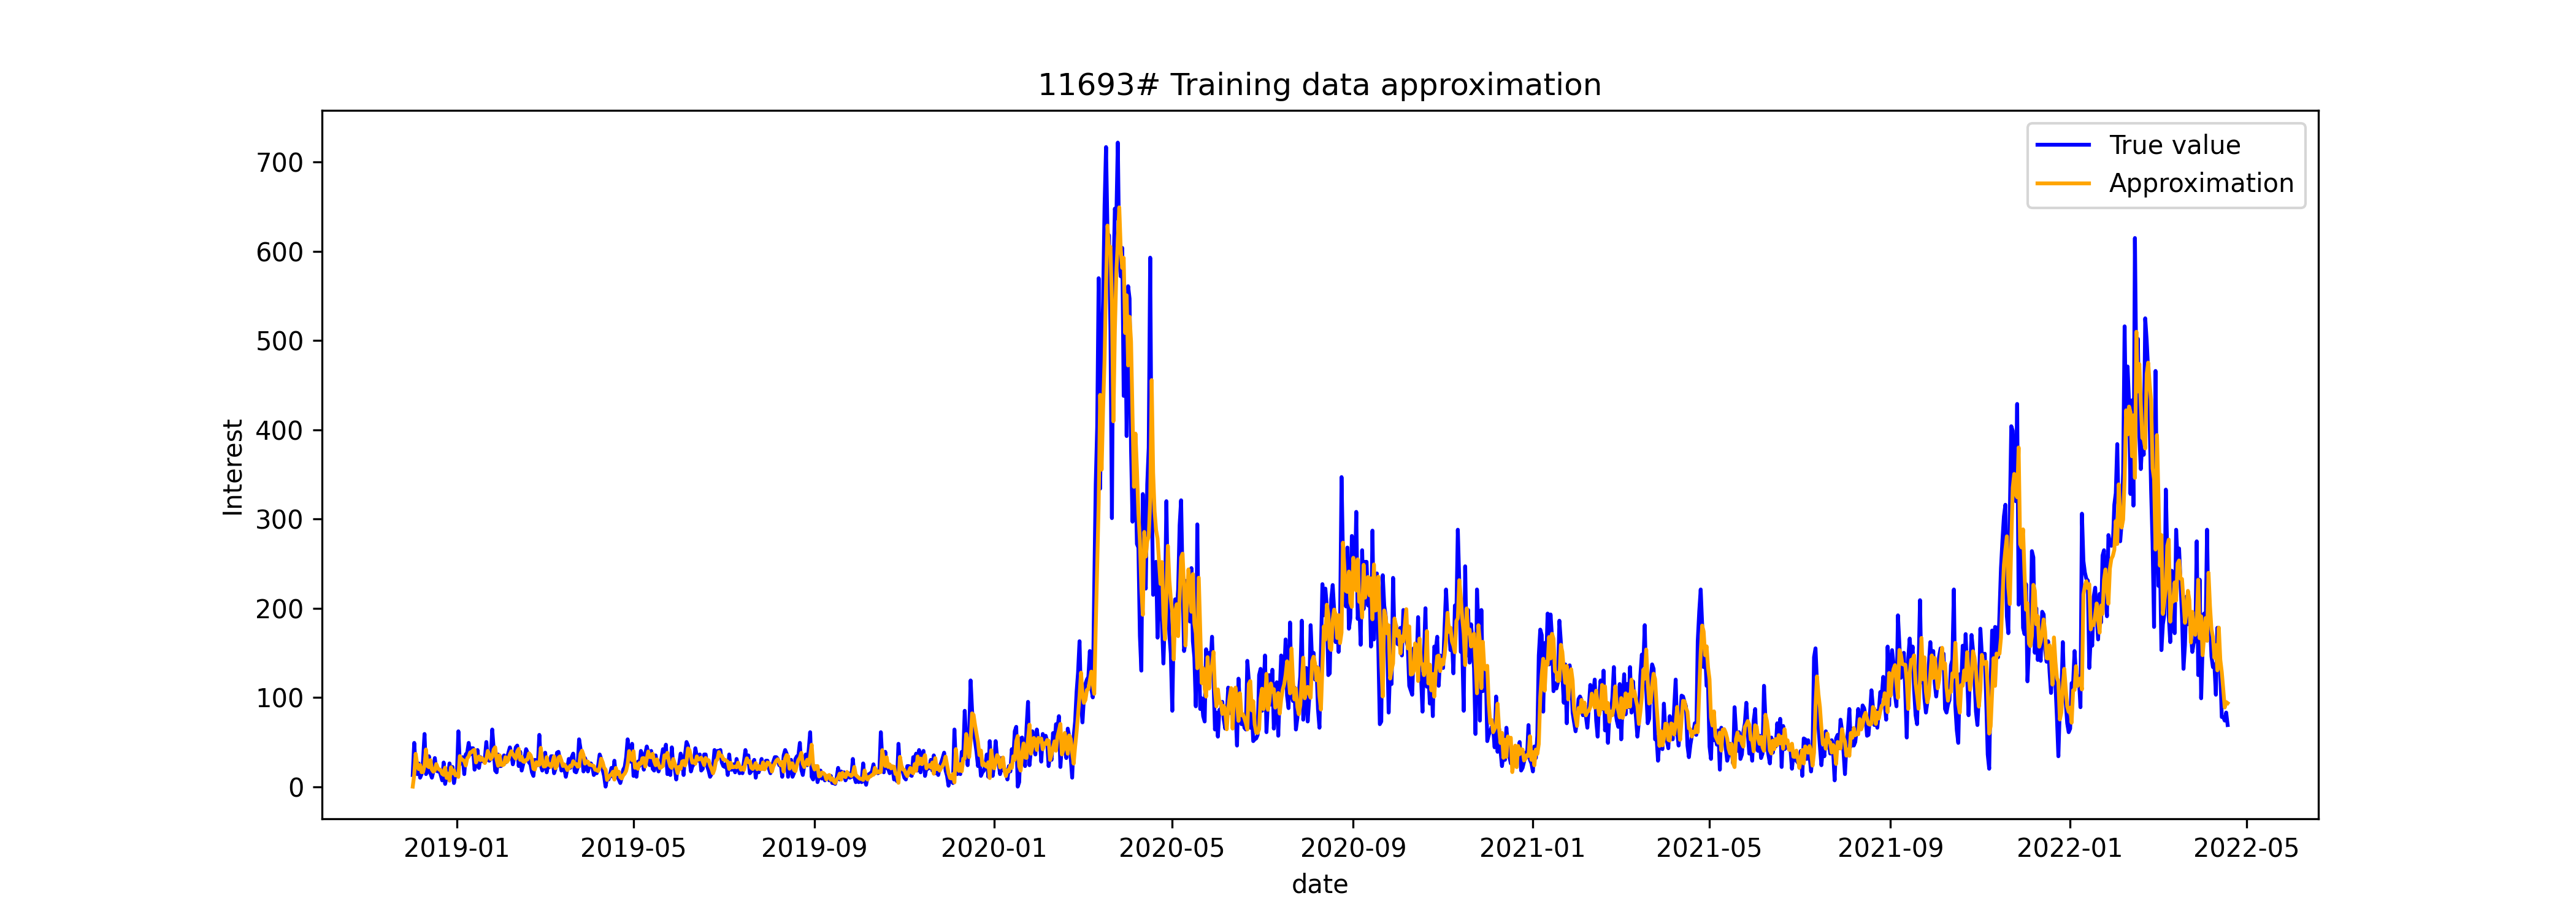 11693# Training data approximation
True value
Approximation
Interest
700
600
500
400
300
200
100
0
2019-01 2019-05 2019-09 2020-01 2020-05 2020-09 2021-01 2021-05 2021-09 2022-01 2022-05
date